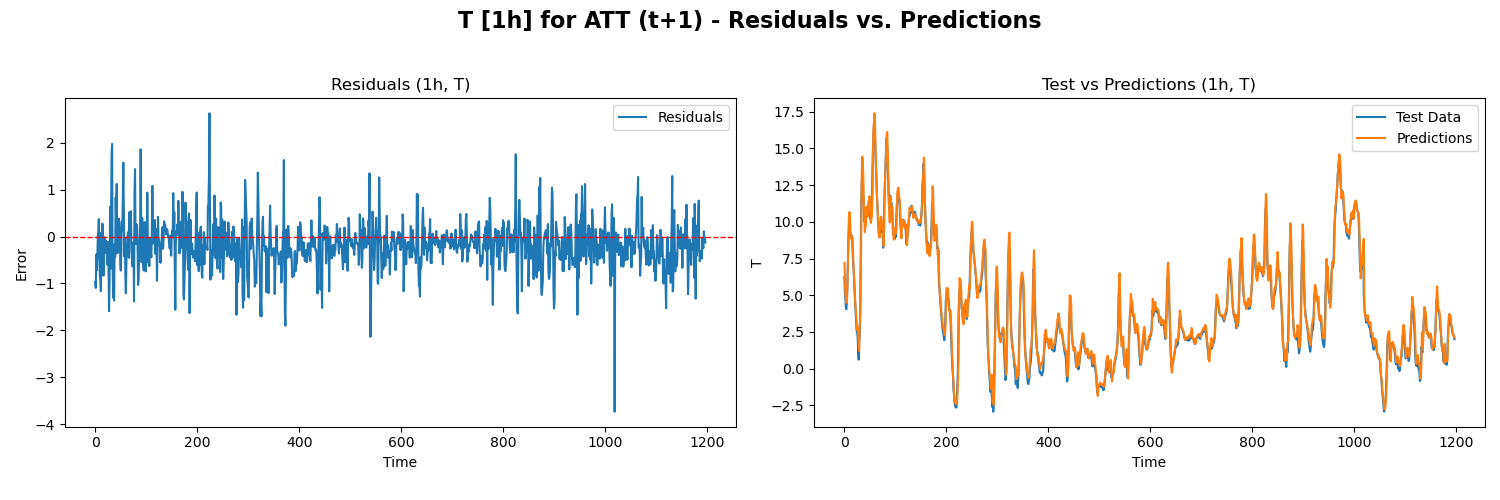 T [1h] for ATT (t+1) - Residuals vs. Predictions
Residuals (1h, T)
Residuals
2
1
0
−1
−2
−3
−4
Error
0 200 400 600 800 1000 1200
Time
Test vs Predictions (1h, T)
Test Data
Predictions
17.5
15.0
12.5
10.0
7.5
5.0
2.5
0.0
−2.5
T
0 200 400 600 800 1000 1200
Time